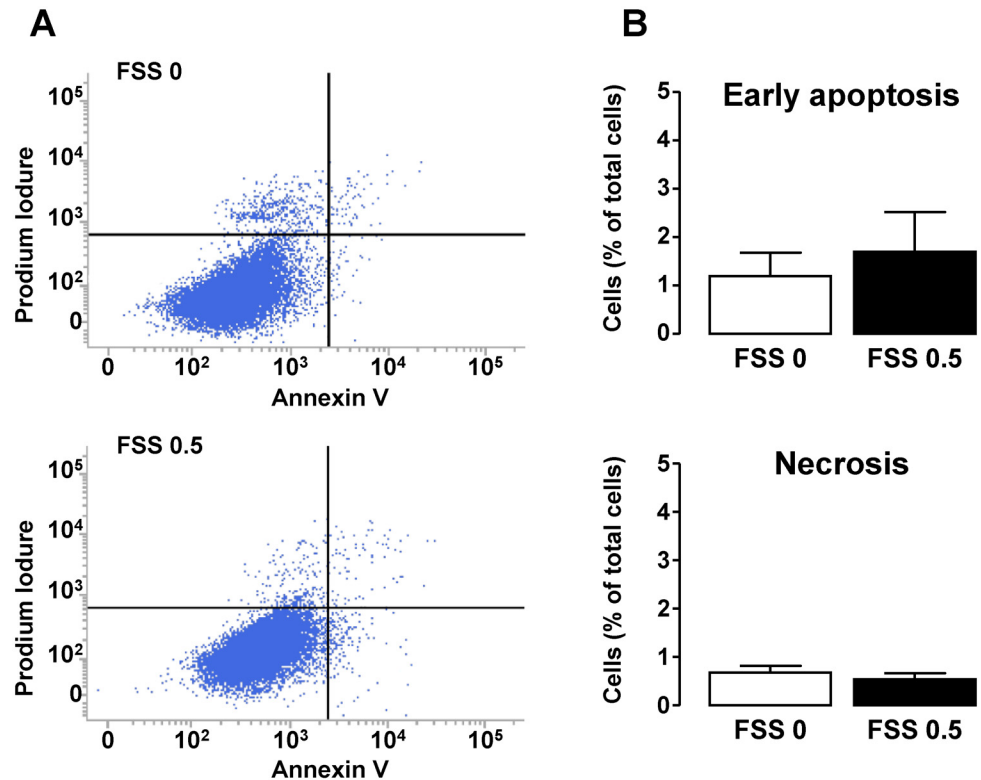 A
FSS 0
10⁵
10⁴
10³
10²
0
Prodium Iodure
0 10² 10³ 10⁴ 10⁵
Annexin V
FSS 0.5
10⁵
10⁴
10³
10²
0
Prodium Iodure
0 10² 10³ 10⁴ 10⁵
Annexin V
B
Early apoptosis
5
4
3
2
1
0
Cells (% of total cells)
FSS 0 FSS 0.5
Necrosis
5
4
3
2
1
0
Cells (% of total cells)
FSS 0 FSS 0.5